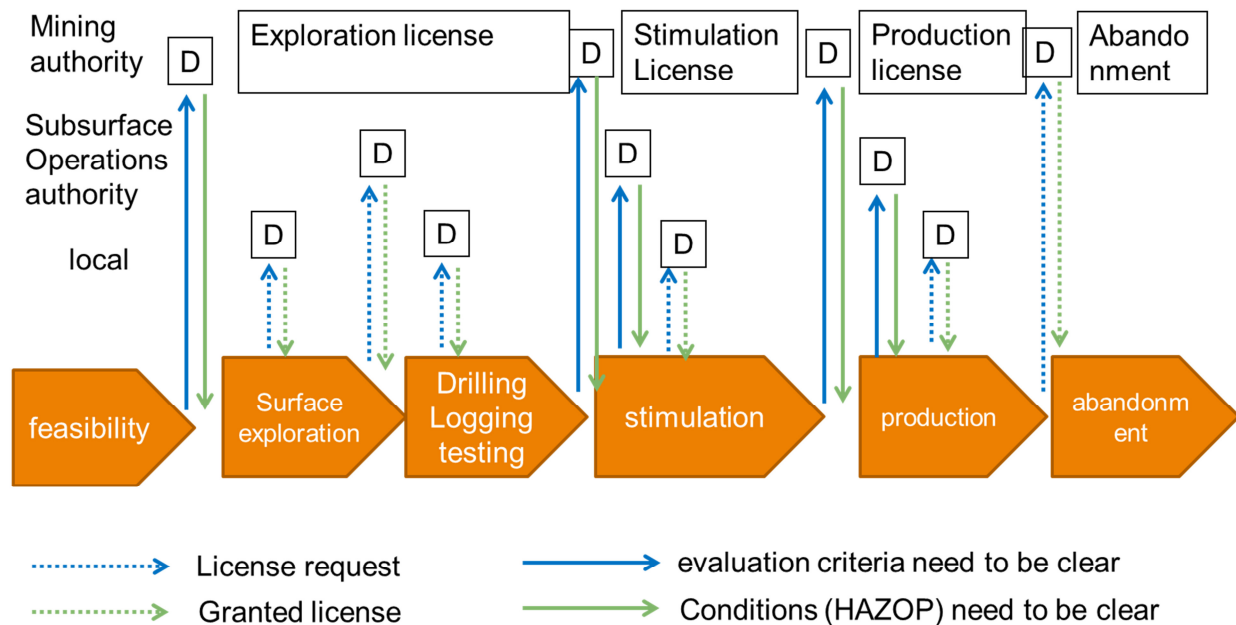 Mining
authority
D
Exploration license
D
Stimulation
License
D
Production
license
D
Abando
nment
Subsurface
Operations
authority
D
D
D
local
D
D
D
D
feasibility
Surface
exploration
Drilling
Logging
testing
stimulation
production
abandonm
ent
License request
evaluation criteria need to be clear
Granted license
Conditions (HAZOP) need to be clear